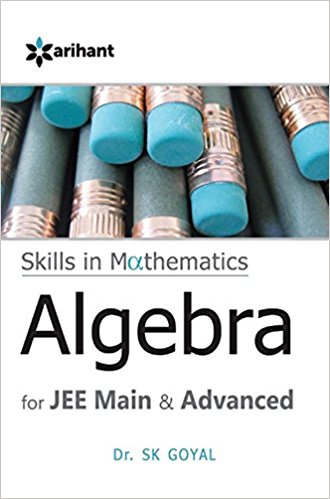 arihant
Skills in Mαthematics
Algebra
for JEE Main & Advanced
Dr. SK GOYAL